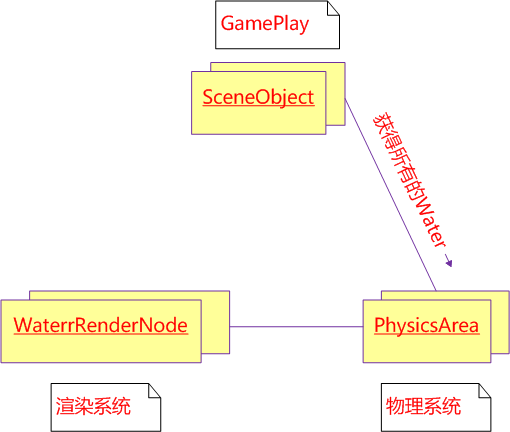 GamePlay
SceneObject
获得所有的Water
WaterrRenderNode
PhysicsArea
渲染系统
物理系统